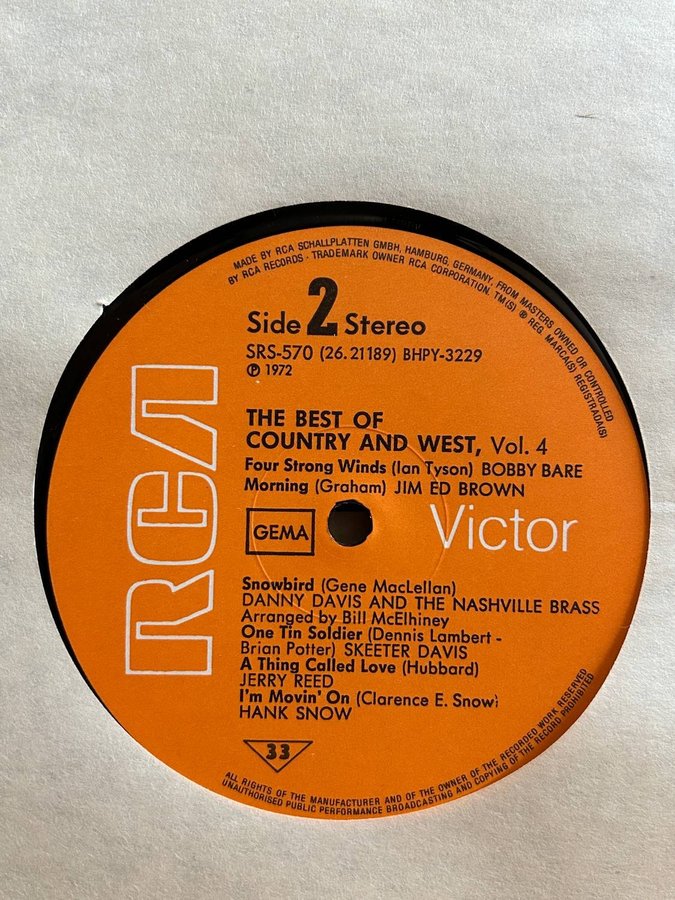 MADE BY RCA SCHALLPLATTEN GMBH, HAMBURG, GERMANY, FROM MASTERS OWNED OR CONTROLLED
BY RCA RECORDS · TRADEMARK OWNER RCA CORPORATION. TM(S) ® REG. MARCA(S) REGISTRADA(S)
Side 2 Stereo
SRS-570 (26.21189) BHPY-3229
℗ 1972
RCA
THE BEST OF
COUNTRY AND WEST, Vol. 4
Four Strong Winds (Ian Tyson) BOBBY BARE
Morning (Graham) JIM ED BROWN
GEMA
Victor
Snowbird (Gene MacLellan)
DANNY DAVIS AND THE NASHVILLE BRASS
Arranged by Bill McElhiney
One Tin Soldier (Dennis Lambert -
Brian Potter) SKEETER DAVIS
A Thing Called Love (Hubbard)
JERRY REED
I'm Movin' On (Clarence E. Snow)
HANK SNOW
33
ALL RIGHTS OF THE MANUFACTURER AND OF THE OWNER OF THE RECORDED WORK RESERVED
UNAUTHORISED PUBLIC PERFORMANCE BROADCASTING AND COPYING OF THE RECORD PROHIBITED